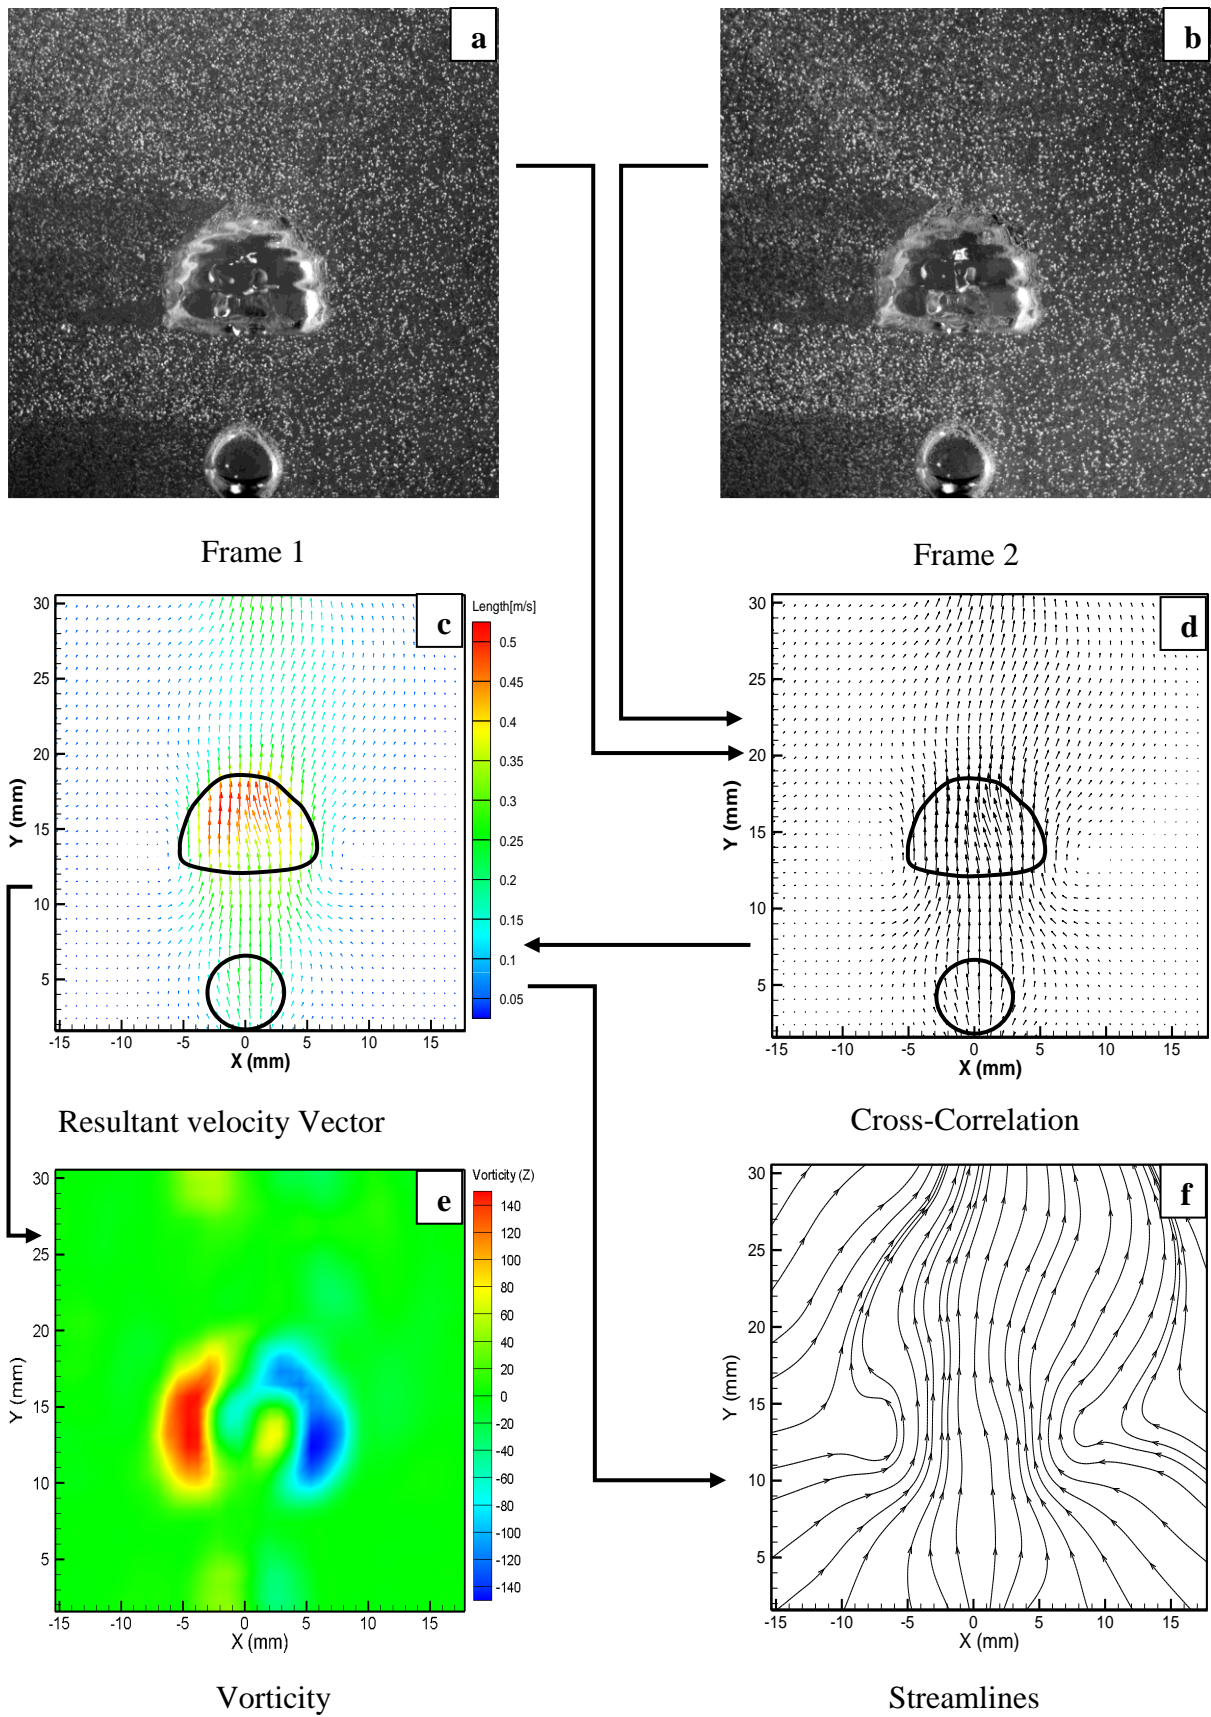 a
b
Frame 1
Frame 2
c
Length[m/s]
0.5
0.45
0.4
0.35
0.3
0.25
0.2
0.15
0.1
0.05
30
25
20
15
10
5
Y (mm)
-15 -10 -5 0 5 10 15
X (mm)
d
30
25
20
15
10
5
Y (mm)
-15 -10 -5 0 5 10 15
X (mm)
Resultant velocity Vector
Cross-Correlation
e
Vorticity (Z)
140
120
100
80
60
40
20
0
-20
-40
-60
-80
-100
-120
-140
30
25
20
15
10
5
Y (mm)
-15 -10 -5 0 5 10 15
X (mm)
f
30
25
20
15
10
5
Y (mm)
-15 -10 -5 0 5 10 15
X (mm)
Vorticity
Streamlines